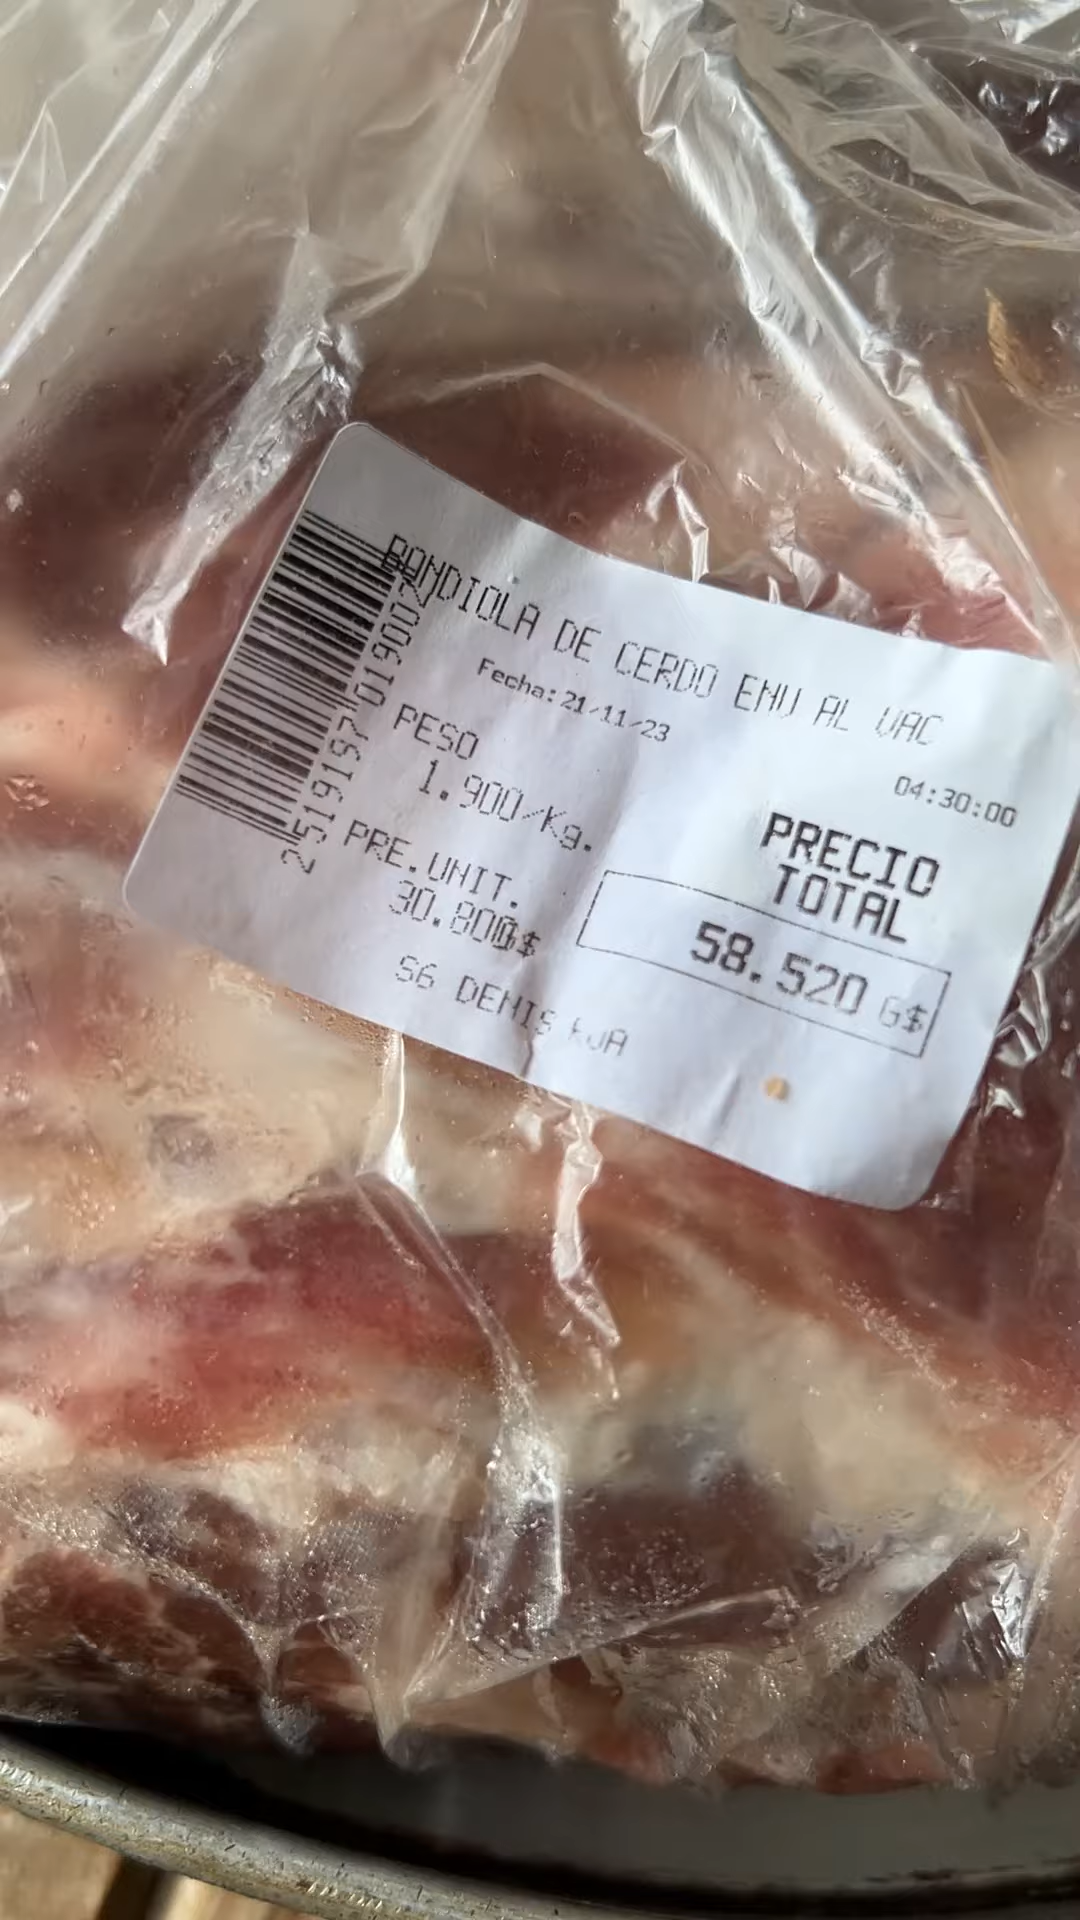 BONDIOLA DE CERDO ENV AL VAC
Fecha:21/11/23
04:30:00
PESO
1.900/Kg.
PRE.UNIT.
30.800G$
PRECIO
TOTAL
58.520 G$
56 DENIS
2519197019007